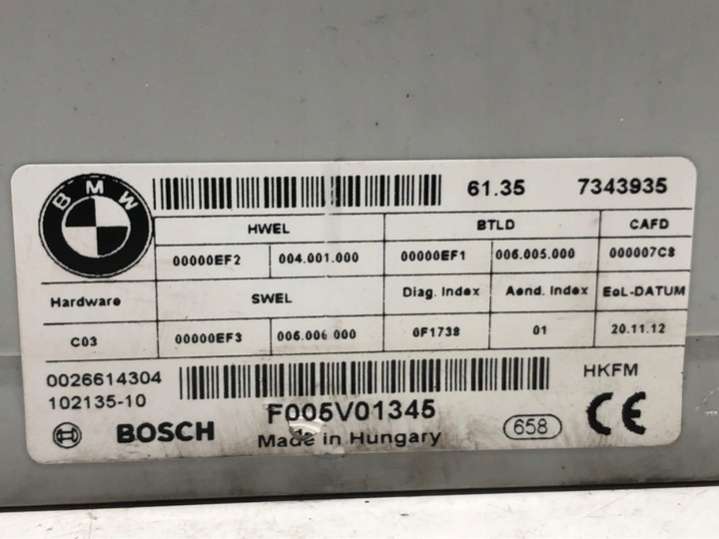 BMW
61.35 7343935
HWEL BTLD CAFD
00000EF2 004.001.000 00000EF1 006.005.000 000007C8
Hardware SWEL Diag. Index Aend. Index EoL-DATUM
C03 00000EF3 006.006 000 0F1738 01 20.11.12
0026614304 HKFM
102135-10 F005V01345
BOSCH Made in Hungary 658 CE